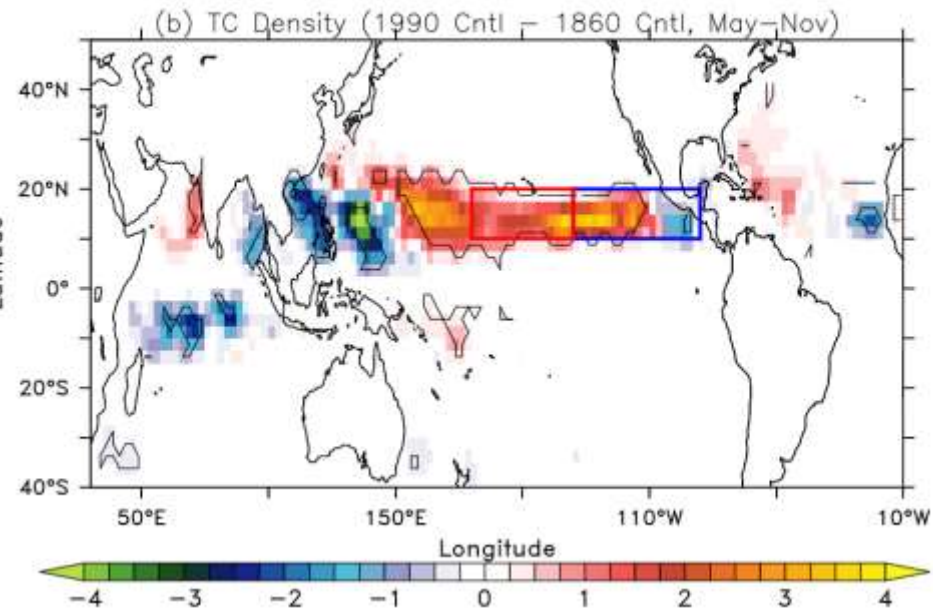 (b) TC Density (1990 Cntl − 1860 Cntl, May−Nov)
40°N
20°N
0°
20°S
40°S
50°E 150°E 110°W 10°W
Longitude
−4 −3 −2 −1 0 1 2 3 4